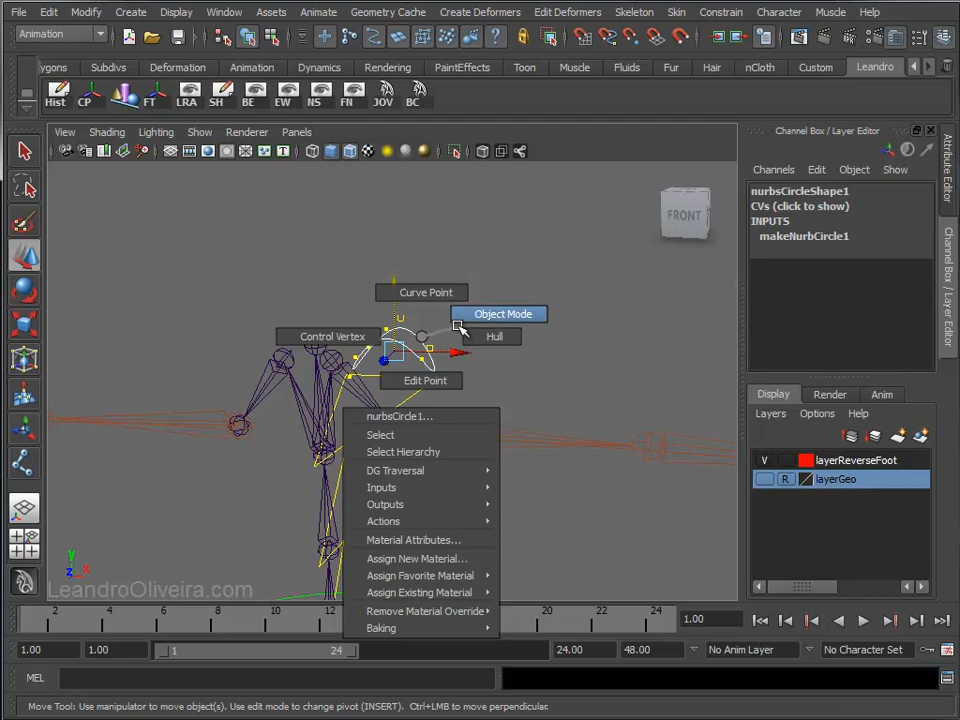 File Edit Modify Create Display Window Assets Animate Geometry Cache Create Deformers Edit Deformers Skeleton Skin Constrain Character Muscle Help
Animation
ygons Subdivs Deformation Animation Dynamics Rendering PaintEffects Toon Muscle Fluids Fur Hair nCloth Custom Leandro
Hist CP FT LRA SH BE EW NS FN JOV BC
View Shading Lighting Show Renderer Panels
Channel Box / Layer Editor
Channels Edit Object Show
nurbsCircleShape1
CVs (click to show)
INPUTS
makeNurbCircle1
Attribute Editor
Channel Box / Layer Editor
FRONT
Curve Point
Object Mode
Control Vertex
Hull
Edit Point
nurbsCircle1...
Select
Select Hierarchy
DG Traversal
Inputs
Outputs
Actions
Material Attributes...
Assign New Material...
Assign Favorite Material
Assign Existing Material
Remove Material Override
Baking
Display Render Anim
Layers Options Help
V layerReverseFoot
R layerGeo
y
z x
LeandroOliveira.com
2 4 6 8 10 12 20 22 24
1.00
1.00 1.00 1 24 24.00 48.00 No Anim Layer No Character Set
MEL
Move Tool: Use manipulator to move object(s). Use edit mode to change pivot (INSERT). Ctrl+LMB to move perpendicular.